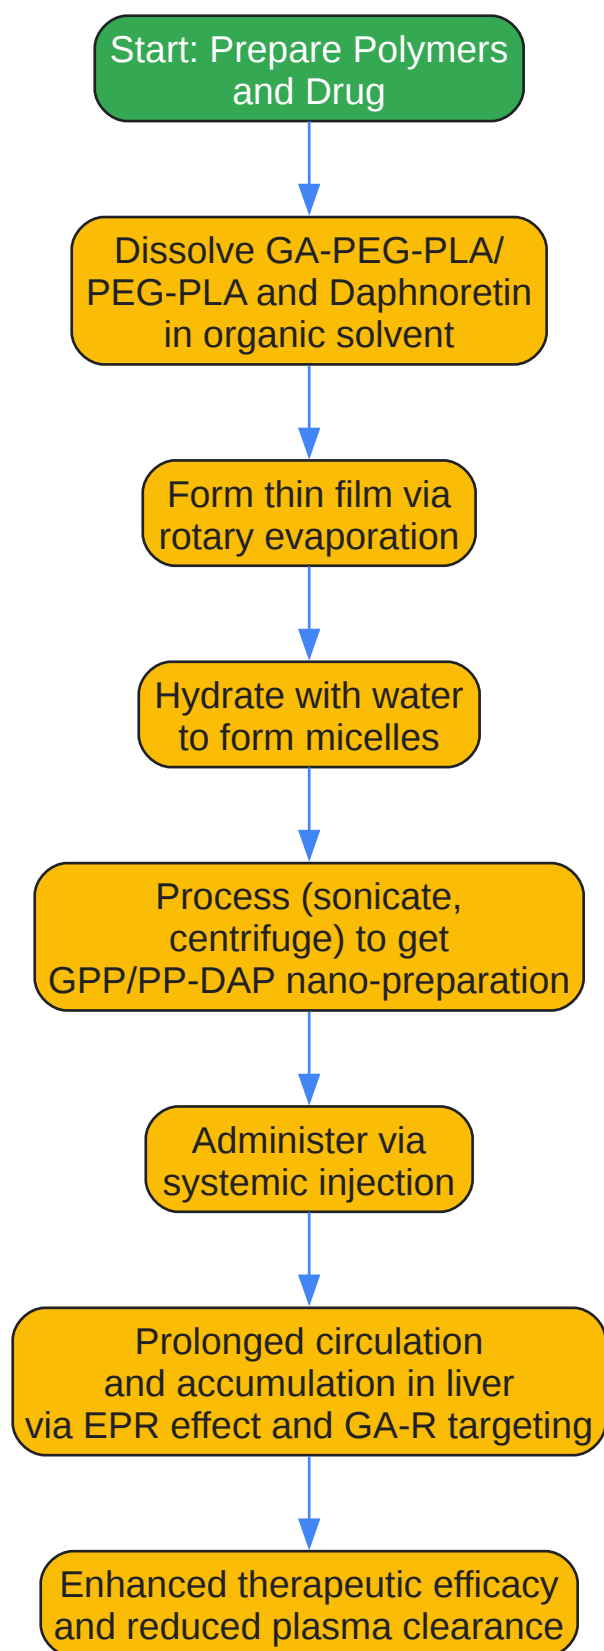 Start: Prepare Polymers
and Drug
Dissolve GA-PEG-PLA/
PEG-PLA and Daphnoretin
in organic solvent
Form thin film via
rotary evaporation
Hydrate with water
to form micelles
Process (sonicate,
centrifuge) to get
GPP/PP-DAP nano-preparation
Administer via
systemic injection
Prolonged circulation
and accumulation in liver
via EPR effect and GA-R targeting
Enhanced therapeutic efficacy
and reduced plasma clearance